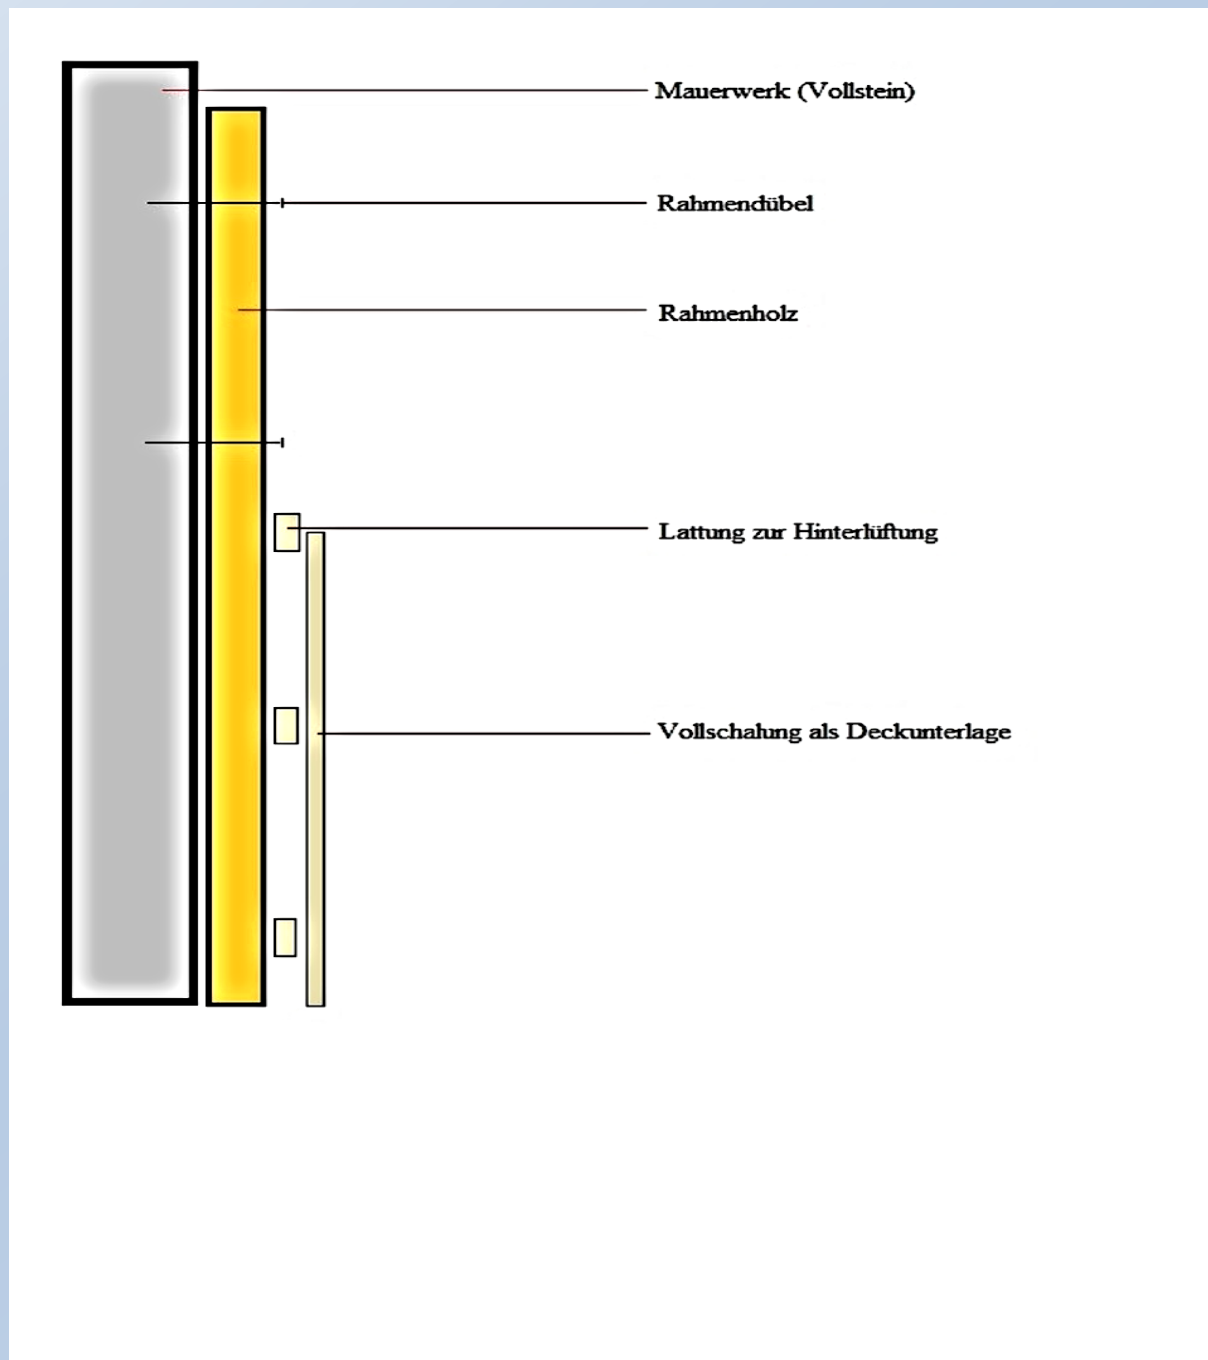 Mauerwerk (Vollstein)
Rahmendübel
Rahmenholz
Lattung zur Hinterlüftung
Vollschalung als Deckunterlage